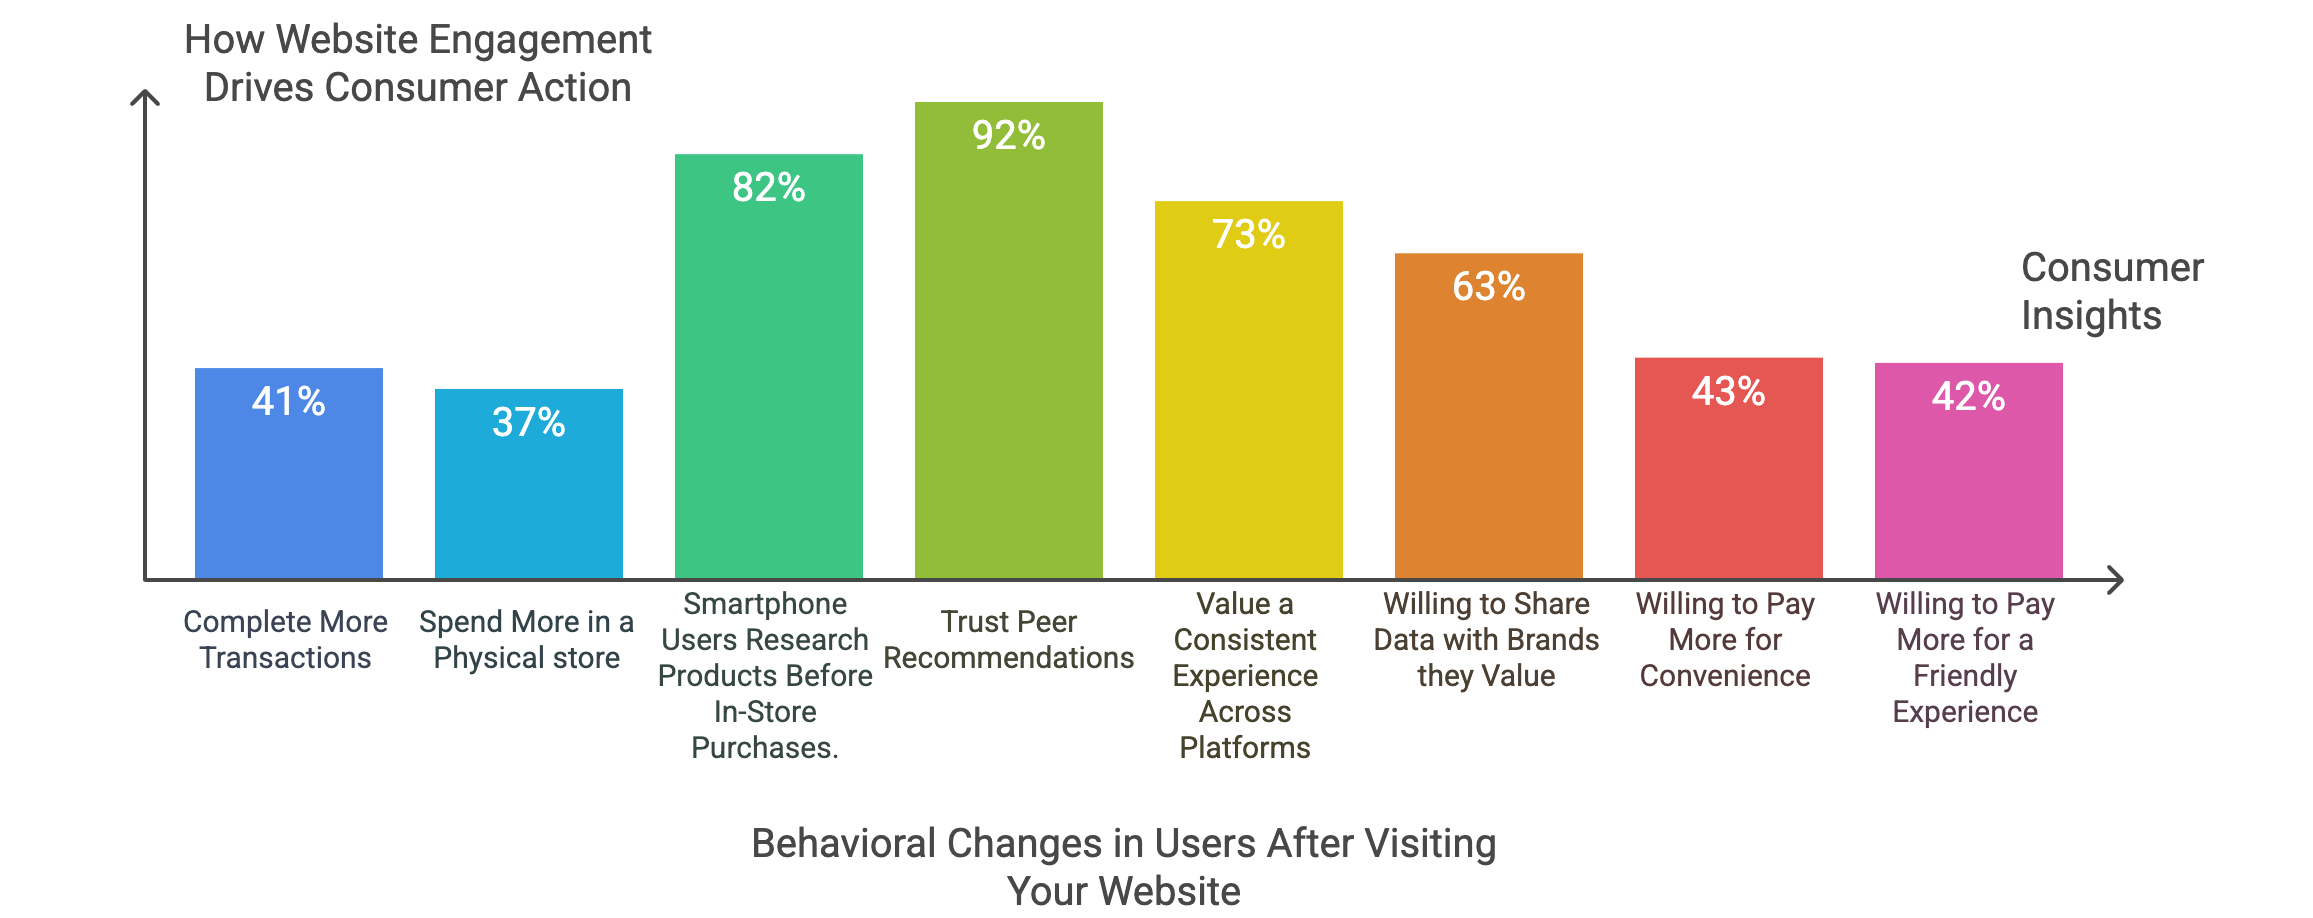 How Website Engagement
Drives Consumer Action
92%
82%
73%
63%
Consumer
Insights
41%
37%
43%
42%
Complete More
Transactions
Spend More in a
Physical store
Smartphone
Users Research
Products Before
In-Store
Purchases.
Trust Peer
Recommendations
Value a
Consistent
Experience
Across
Platforms
Willing to Share
Data with Brands
they Value
Willing to Pay
More for
Convenience
Willing to Pay
More for a
Friendly
Experience
Behavioral Changes in Users After Visiting
Your Website